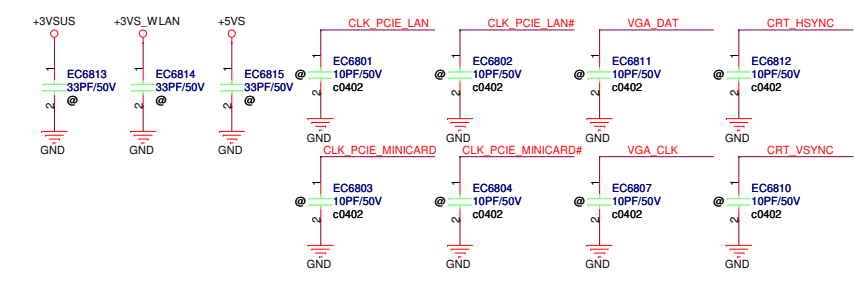 +3VSUS
+3VS_WLAN
+5VS
CLK_PCIE_LAN
CLK_PCIE_LAN#
VGA_DAT
CRT_HSYNC
1
EC6813
33PF/50V
@
2
GND
1
EC6814
33PF/50V
@
2
GND
1
EC6815
33PF/50V
@
2
GND
1
EC6801
@ 10PF/50V
c0402
2
GND
1
EC6802
@ 10PF/50V
c0402
2
GND
1
EC6811
@ 10PF/50V
c0402
2
GND
1
EC6812
@ 10PF/50V
c0402
2
GND
CLK_PCIE_MINICARD
CLK_PCIE_MINICARD#
VGA_CLK
CRT_VSYNC
1
EC6803
@ 10PF/50V
c0402
2
GND
1
EC6804
@ 10PF/50V
c0402
2
GND
1
EC6807
@ 10PF/50V
c0402
2
GND
1
EC6810
@ 10PF/50V
c0402
2
GND